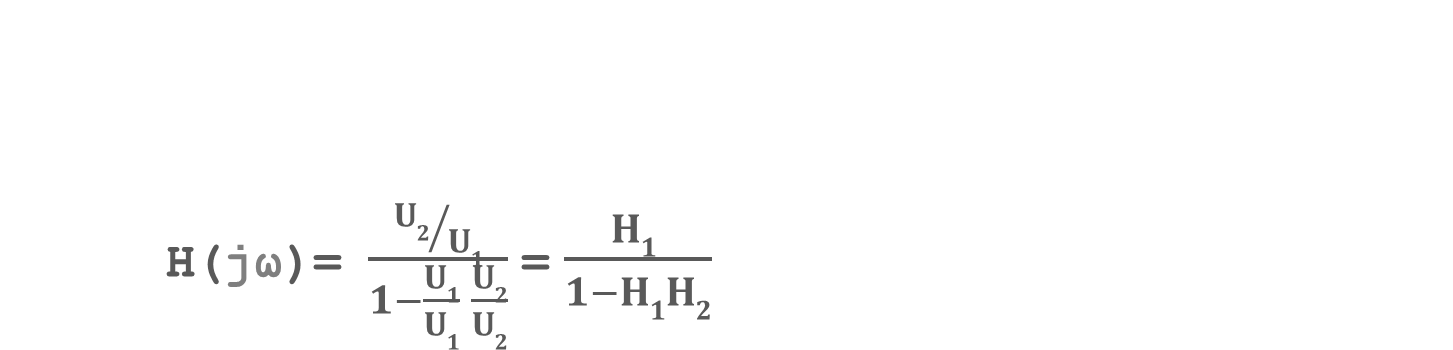 H(jω)= U₂/U₁ / (1−(U₁/U₁)(U₂/U₂)) = H₁ / (1−H₁H₂)